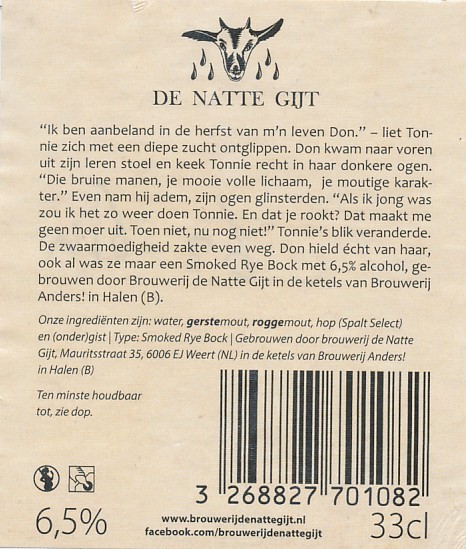 DE NATTE GIJT
“Ik ben aanbeland in de herfst van m’n leven Don.” – liet Ton-
nie zich met een diepe zucht ontglippen. Don kwam naar voren
uit zijn leren stoel en keek Tonnie recht in haar donkere ogen.
“Die bruine manen, je mooie volle lichaam, je moutige karak-
ter.” Even nam hij adem, zijn ogen glinsterden. “Als ik jong was
zou ik het zo weer doen Tonnie. En dat je rookt? Dat maakt me
geen moer uit. Toen niet, nu nog niet!” Tonnie’s blik veranderde.
De zwaarmoedigheid zakte even weg. Don hield écht van haar,
ook al was ze maar een Smoked Rye Bock met 6,5% alcohol, ge-
brouwen door Brouwerij de Natte Gijt in de ketels van Brouwerij
Anders! in Halen (B).
Onze ingrediënten zijn: water, gerstemout, roggemout, hop (Spalt Select)
en (onder)gist | Type: Smoked Rye Bock | Gebrouwen door brouwerij de Natte
Gijt, Mauritsstraat 35, 6006 EJ Weert (NL) in de ketels van Brouwerij Anders!
in Halen (B)
Ten minste houdbaar
tot, zie dop.
3 268827 701082
6,5%
www.brouwerijdenattegijt.nl
facebook.com/brouwerijdenattegijt
33cl